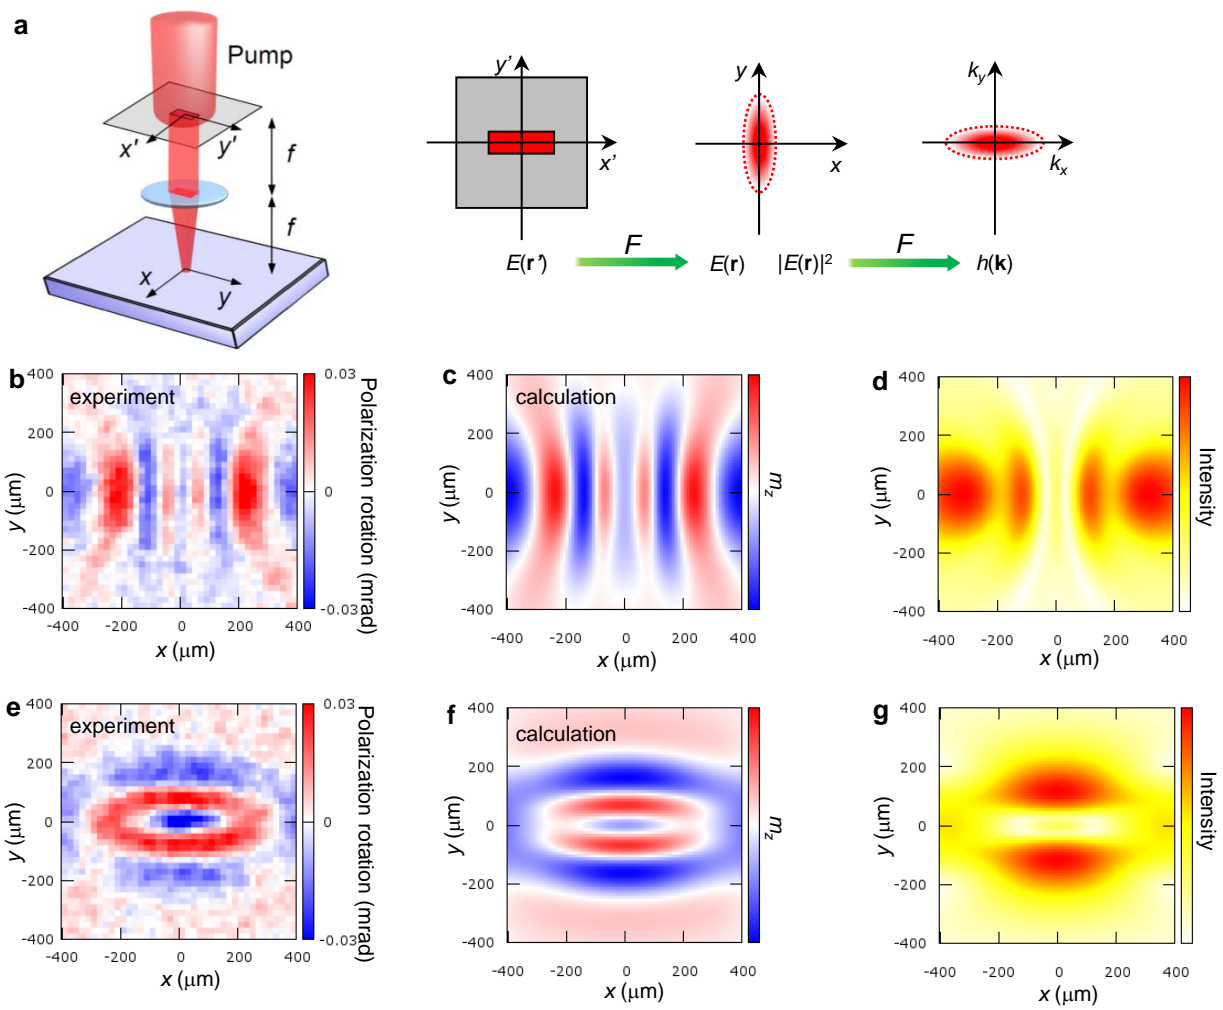 a
Pump
x'
y'
f
f
x
y
y'
x'
y
x
k_y
k_x
E(r')
F
E(r)
|E(r)|²
F
h(k)
b
experiment
400
200
0
-200
-400
y (μm)
-400
-200
0
200
400
x (μm)
0.03
0
-0.03
Polarization rotation (mrad)
c
calculation
400
200
0
-200
-400
y (μm)
-400
-200
0
200
400
x (μm)
m_z
d
400
200
0
-200
-400
y (μm)
-400
-200
0
200
400
x (μm)
Intensity
e
experiment
400
200
0
-200
-400
y (μm)
-400
-200
0
200
400
x (μm)
0.03
0
-0.03
Polarization rotation (mrad)
f
calculation
400
200
0
-200
-400
y (μm)
-400
-200
0
200
400
x (μm)
m_z
g
400
200
0
-200
-400
y (μm)
-400
-200
0
200
400
x (μm)
Intensity